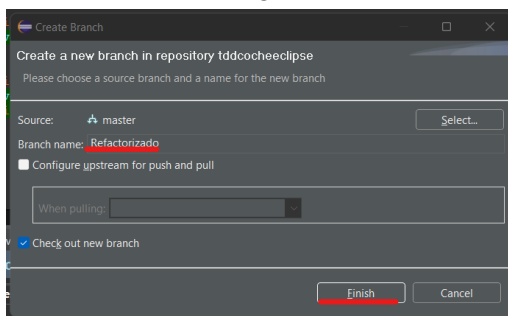 Create Branch
Create a new branch in repository tddcocheeclipse
Please choose a source branch and a name for the new branch
Source: master Select...
Branch name: Refactorizado
Configure upstream for push and pull
When pulling:
Check out new branch
Finish Cancel